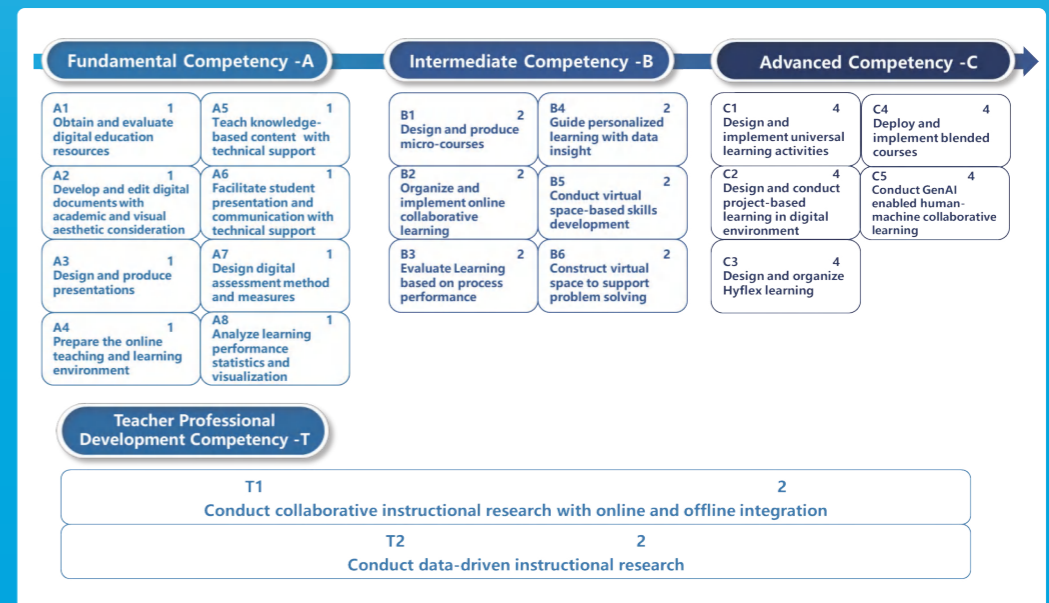 Fundamental Competency -A
Intermediate Competency -B
Advanced Competency -C
A1 1
Obtain and evaluate
digital education
resources
A5 1
Teach knowledge-
based content with
technical support
A2 1
Develop and edit digital
documents with
academic and visual
aesthetic consideration
A6 1
Facilitate student
presentation and
communication with
technical support
A3 1
Design and produce
presentations
A7 1
Design digital
assessment method
and measures
A4 1
Prepare the online
teaching and learning
environment
A8 1
Analyze learning
performance
statistics and
visualization
B1 2
Design and produce
micro-courses
B4 2
Guide personalized
learning with data
insight
B2 2
Organize and
implement online
collaborative
learning
B5 2
Conduct virtual
space-based skills
development
B3 2
Evaluate Learning
based on process
performance
B6 2
Construct virtual
space to support
problem solving
C1 4
Design and
implement universal
learning activities
C4 4
Deploy and
implement blended
courses
C2 4
Design and conduct
project-based
learning in digital
environment
C5 4
Conduct GenAI
enabled human-
machine collaborative
learning
C3 4
Design and organize
Hyflex learning
Teacher Professional
Development Competency -T
T1 2
Conduct collaborative instructional research with online and offline integration
T2 2
Conduct data-driven instructional research